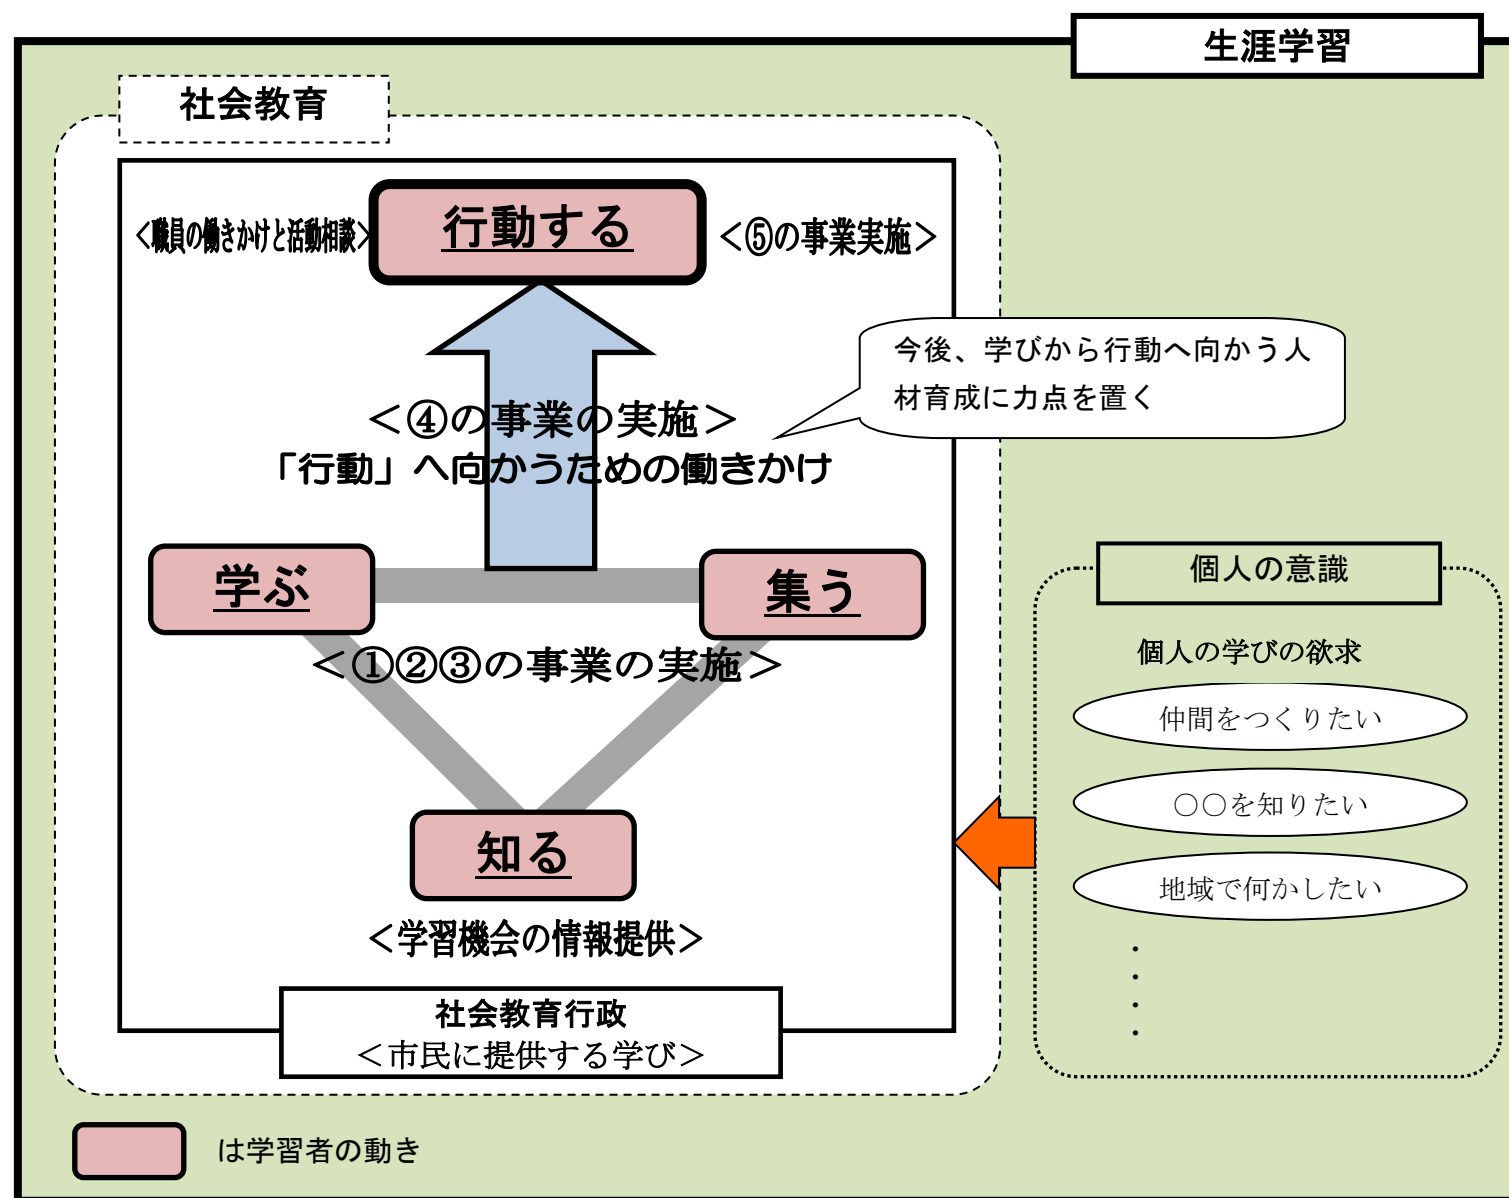 生涯学習
社会教育
<職員の働きかけと活動相談>
行動する
<⑤の事業実施>
今後、学びから行動へ向かう人
材育成に力点を置く
<④の事業の実施>
「行動」へ向かうための働きかけ
学ぶ
集う
<①②③の事業の実施>
知る
<学習機会の情報提供>
社会教育行政
<市民に提供する学び>
個人の意識
個人の学びの欲求
仲間をつくりたい
○○を知りたい
地域で何かしたい
・
・
・
・
は学習者の動き